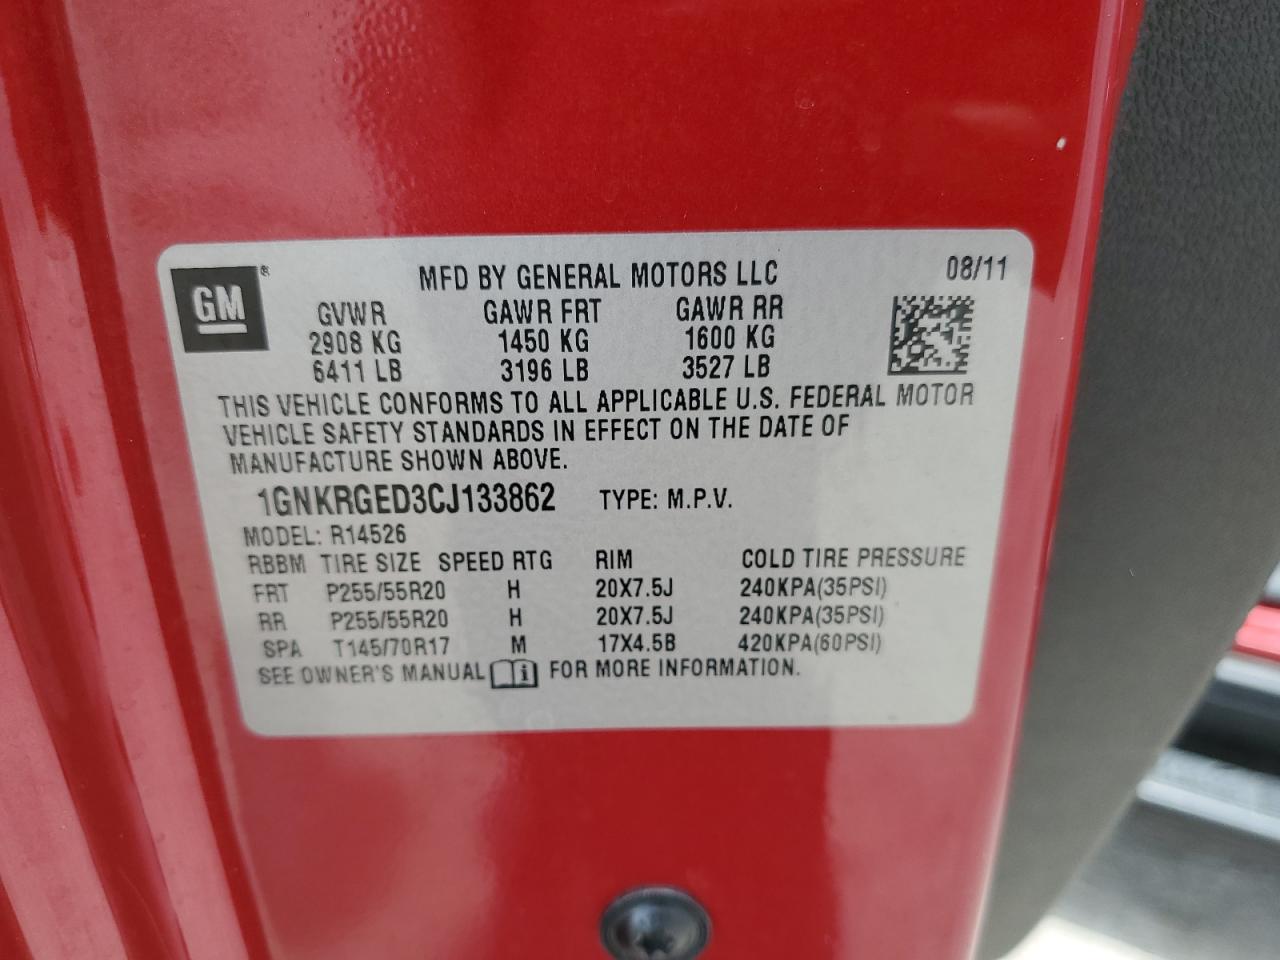 GM ®
MFD BY GENERAL MOTORS LLC 08/11
GVWR GAWR FRT GAWR RR
2908 KG 1450 KG 1600 KG
6411 LB 3196 LB 3527 LB
THIS VEHICLE CONFORMS TO ALL APPLICABLE U.S. FEDERAL MOTOR
VEHICLE SAFETY STANDARDS IN EFFECT ON THE DATE OF
MANUFACTURE SHOWN ABOVE.
1GNKRGED3CJ133862 TYPE: M.P.V.
MODEL: R14526
RBBM TIRE SIZE SPEED RTG RIM COLD TIRE PRESSURE
FRT P255/55R20 H 20X7.5J 240KPA(35PSI)
RR P255/55R20 H 20X7.5J 240KPA(35PSI)
SPA T145/70R17 M 17X4.5B 420KPA(60PSI)
SEE OWNER'S MANUAL i FOR MORE INFORMATION.